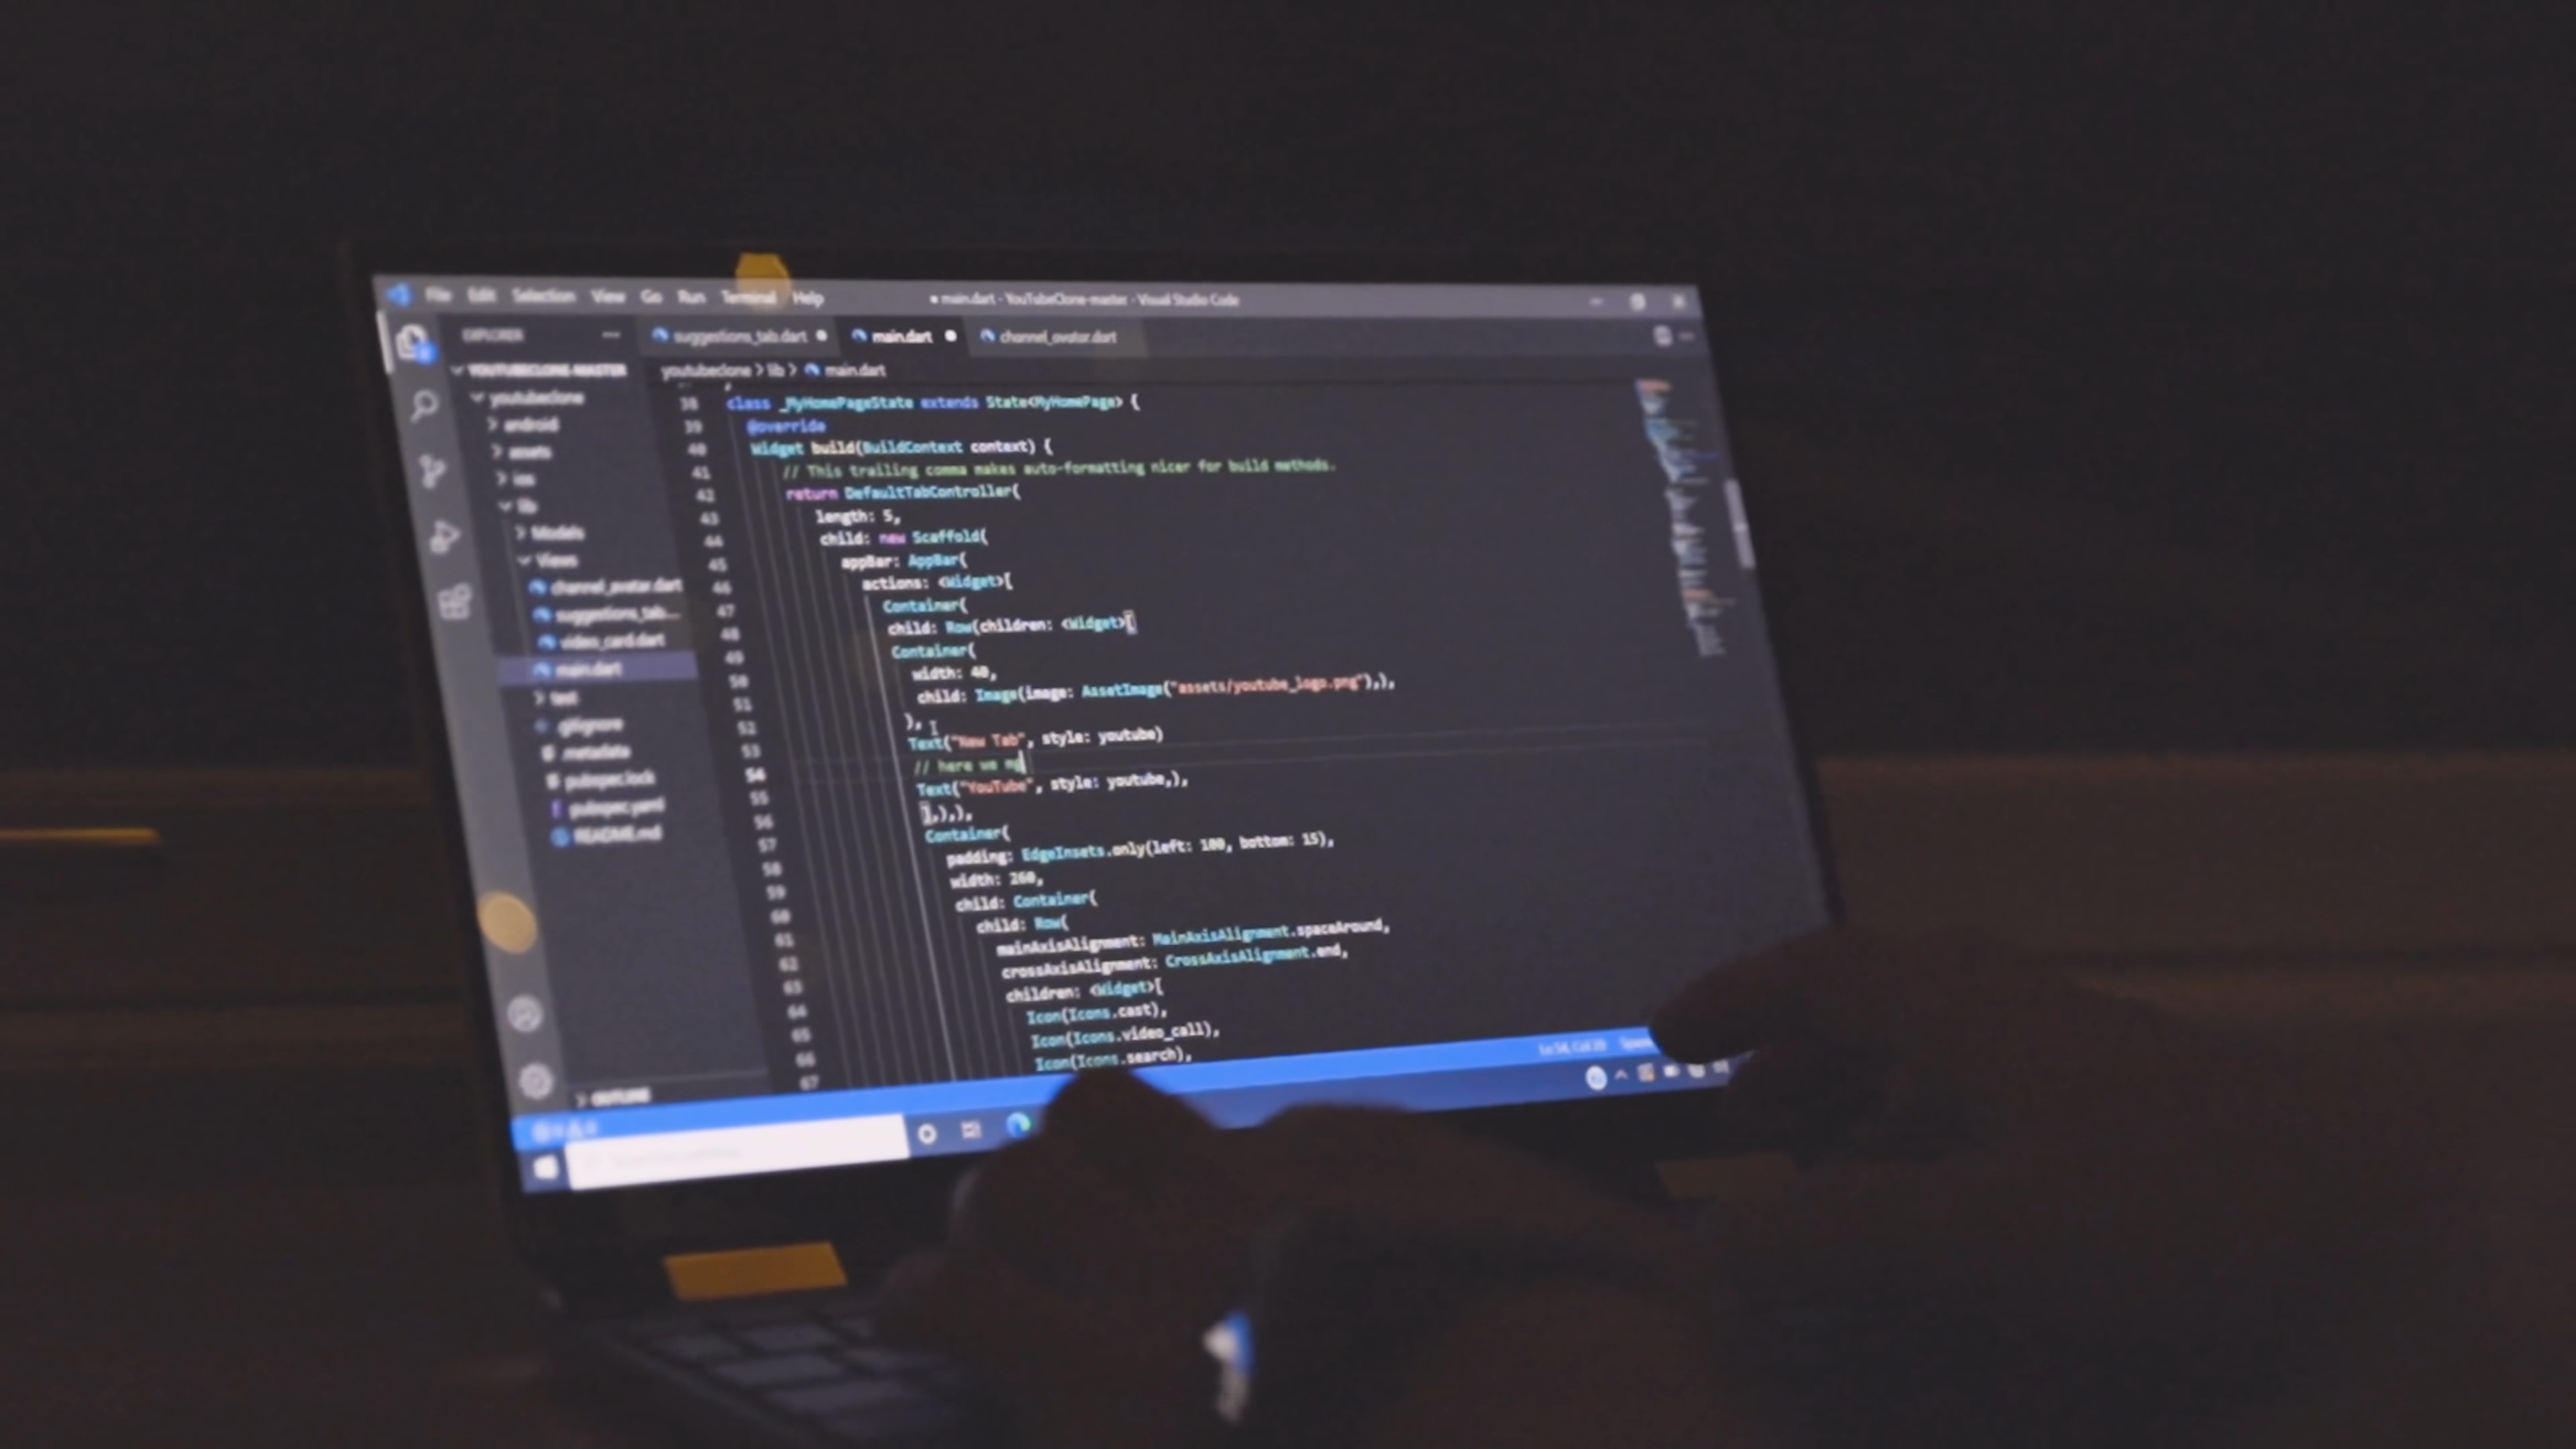 File Edit Selection View Go Run Terminal Help
main.dart - YouTubeClone-master - Visual Studio Code
EXPLORER
suggestions_tab.dart
main.dart
channel_avatar.dart
YOUTUBECLONE-MASTER
youtubeclone > lib > main.dart
youtubeclone
android
assets
ios
lib
Models
Views
channel_avatar.dart
suggestions_tab...
video_card.dart
main.dart
test
.gitignore
.metadata
pubspec.lock
pubspec.yaml
README.md
OUTLINE
38 class _MyHomePageState extends State<MyHomePage> {
39 @override
40 Widget build(BuildContext context) {
41 // This trailing comma makes auto-formatting nicer for build methods.
42 return DefaultTabController(
43 length: 5,
44 child: new Scaffold(
45 appBar: AppBar(
46 actions: <Widget>[
47 Container(
48 child: Row(children: <Widget>[
49 Container(
50 width: 40,
51 child: Image(image: AssetImage("assets/youtube_logo.png"),),
52 ),
53 Text("New Tab", style: youtube)
54 // here we
55 Text("YouTube", style: youtube,),
56 ],),),
57 Container(
58 padding: EdgeInsets.only(left: 100, bottom: 15),
59 width: 260,
60 child: Container(
61 child: Row(
62 mainAxisAlignment: MainAxisAlignment.spaceAround,
63 crossAxisAlignment: CrossAxisAlignment.end,
64 children: <Widget>[
65 Icon(Icons.cast),
66 Icon(Icons.video_call),
67 Icon(Icons.search),